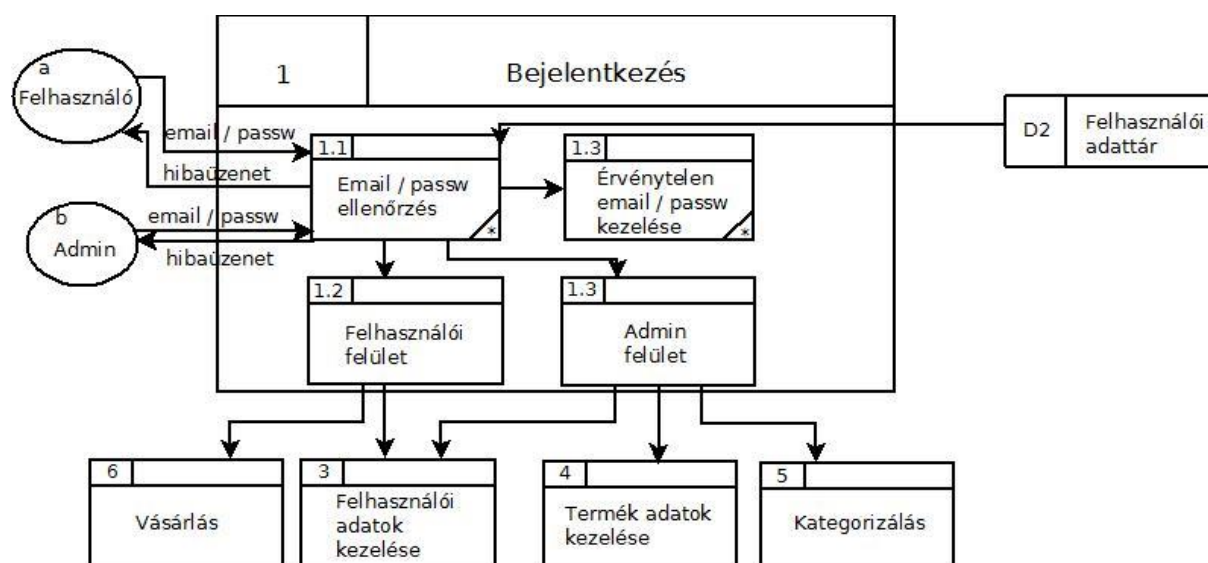 1
Bejelentkezés
a
Felhasználó
email / passw
hibaüzenet
b
Admin
email / passw
hibaüzenet
1.1
Email / passw
ellenőrzés
*
1.3
Érvénytelen
email / passw
kezelése
*
D2
Felhasználói
adattár
1.2
Felhasználói
felület
1.3
Admin
felület
6
Vásárlás
3
Felhasználói
adatok
kezelése
4
Termék adatok
kezelése
5
Kategorizálás